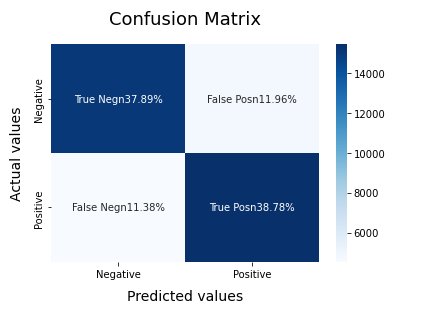 Confusion Matrix
Actual values
Negative
Positive
True Negn37.89%
False Posn11.96%
False Negn11.38%
True Posn38.78%
Negative
Positive
Predicted values
14000
12000
10000
8000
6000